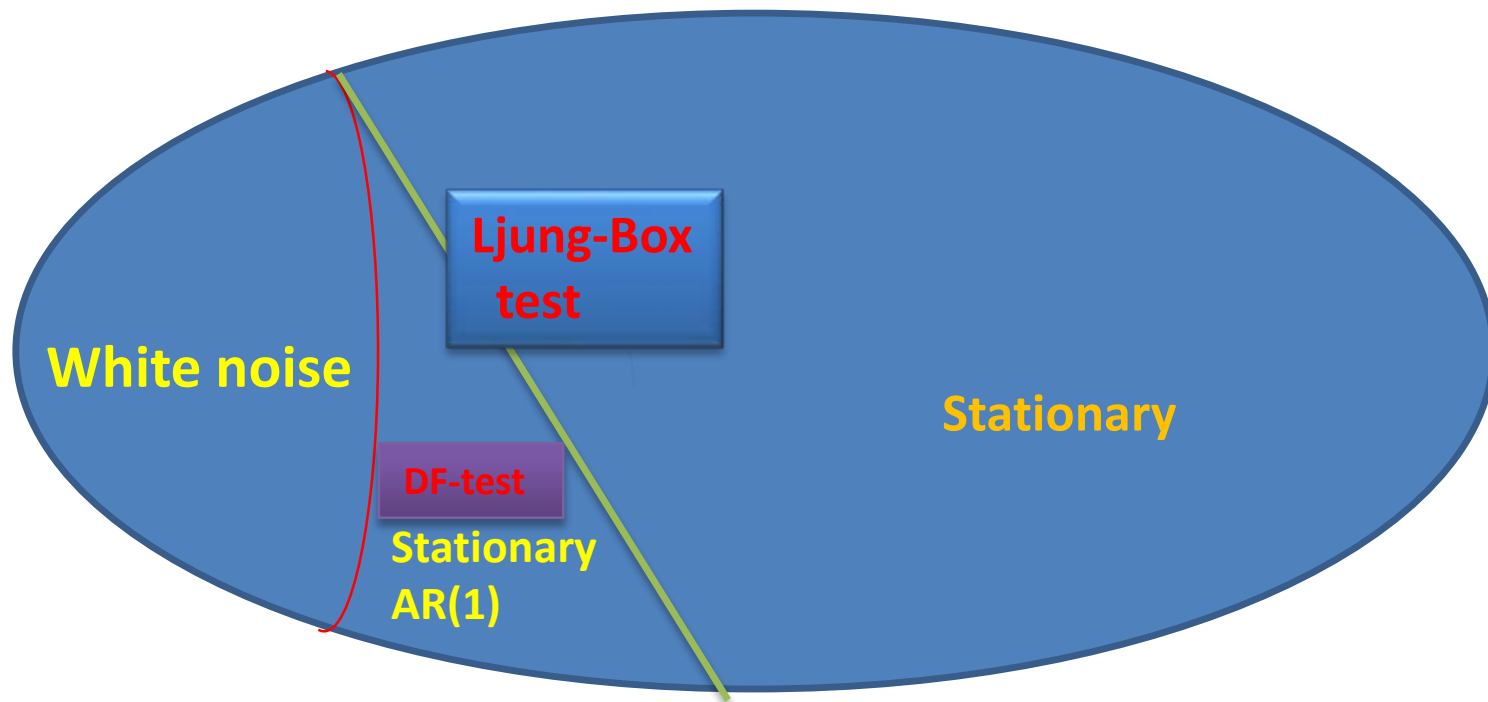 Ljung-Box
test
White noise
Stationary
DF-test
Stationary
AR(1)